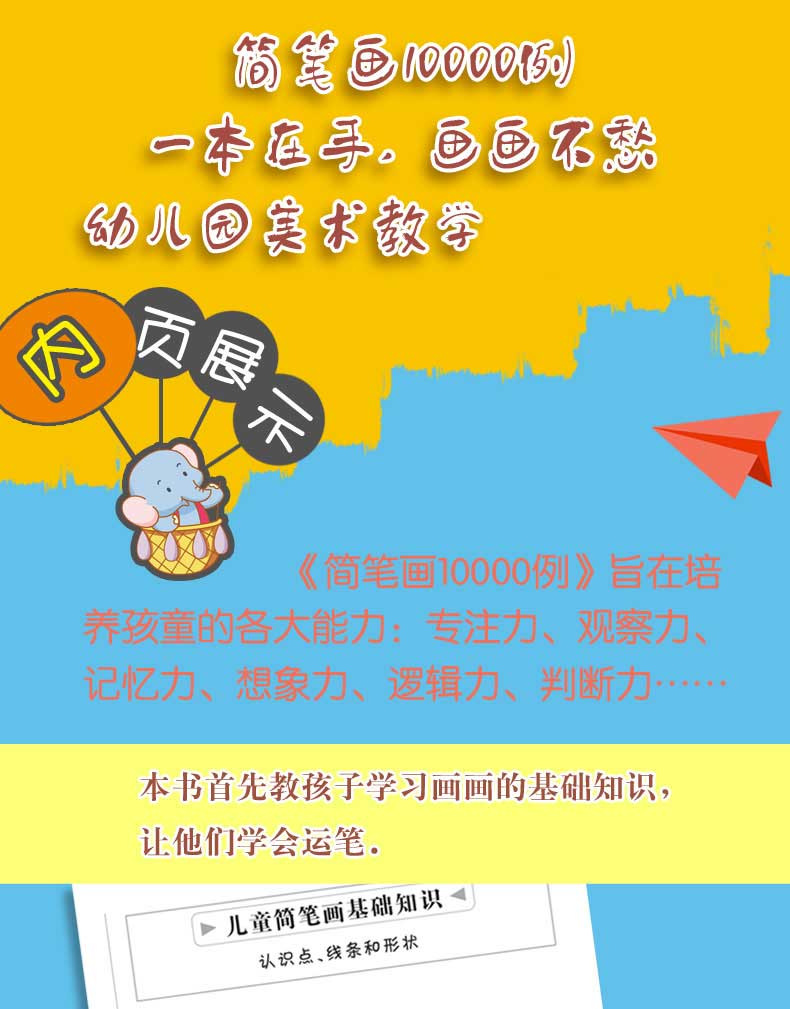 简笔画10000例
一本在手，画画不愁
幼儿园美术教学
内页展示
《简笔画10000例》旨在培
养孩童的各大能力：专注力、观察力、
记忆力、想象力、逻辑力、判断力……
本书首先教孩子学习画画的基础知识，
让他们学会运笔.
儿童简笔画基础知识
认识点、线条和形状